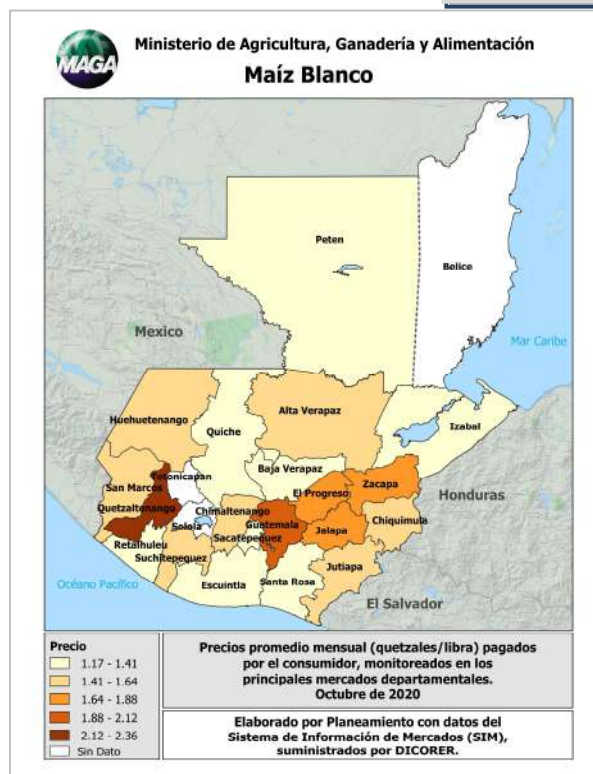 MAGA
Ministerio de Agricultura, Ganadería y Alimentación
Maíz Blanco
Peten
Belice
Mexico
Mar Caribe
Huehuetenango
Quiche
Alta Verapaz
Izabal
Totonicapan
San Marcos
Baja Verapaz
El Progreso
Zacapa
Honduras
Quetzaltenango
Chimaltenango
Solola
Guatemala
Sacatepequez
Jalapa
Chiquimula
Retalhuleu
Suchitepequez
Jutiapa
Océano Pacífico
Escuintla
Santa Rosa
El Salvador
Precio
1.17 - 1.41
1.41 - 1.64
1.64 - 1.88
1.88 - 2.12
2.12 - 2.36
Sin Dato
Precios promedio mensual (quetzales/libra) pagados
por el consumidor, monitoreados en los
principales mercados departamentales.
Octubre de 2020
Elaborado por Planeamiento con datos del
Sistema de Información de Mercados (SIM),
suministrados por DICORER.